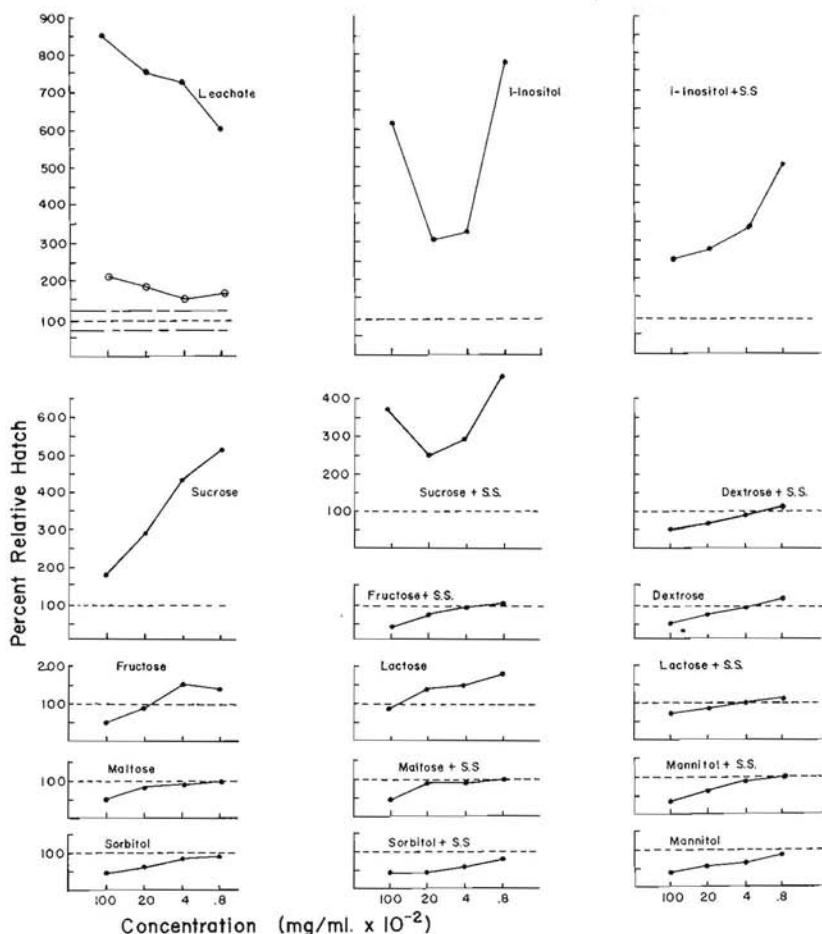 900
800
700
600
500
400
300
200
100
Leachate
i-Inositol
i-Inositol + S.S
Percent Relative Hatch
600
500
400
300
200
100
Sucrose
400
300
100
Sucrose + S.S.
Dextrose + S.S.
Fructose + S.S.
Dextrose
200
100
Fructose
Lactose
Lactose + S.S.
100
Maltose
Maltose + S.S
Mannitol + S.S.
100
Sorbitol
Sorbitol + S.S
Mannitol
100 20 4 .8
100 20 4 .8
100 20 4 .8
Concentration (mg/ml. x 10-2)